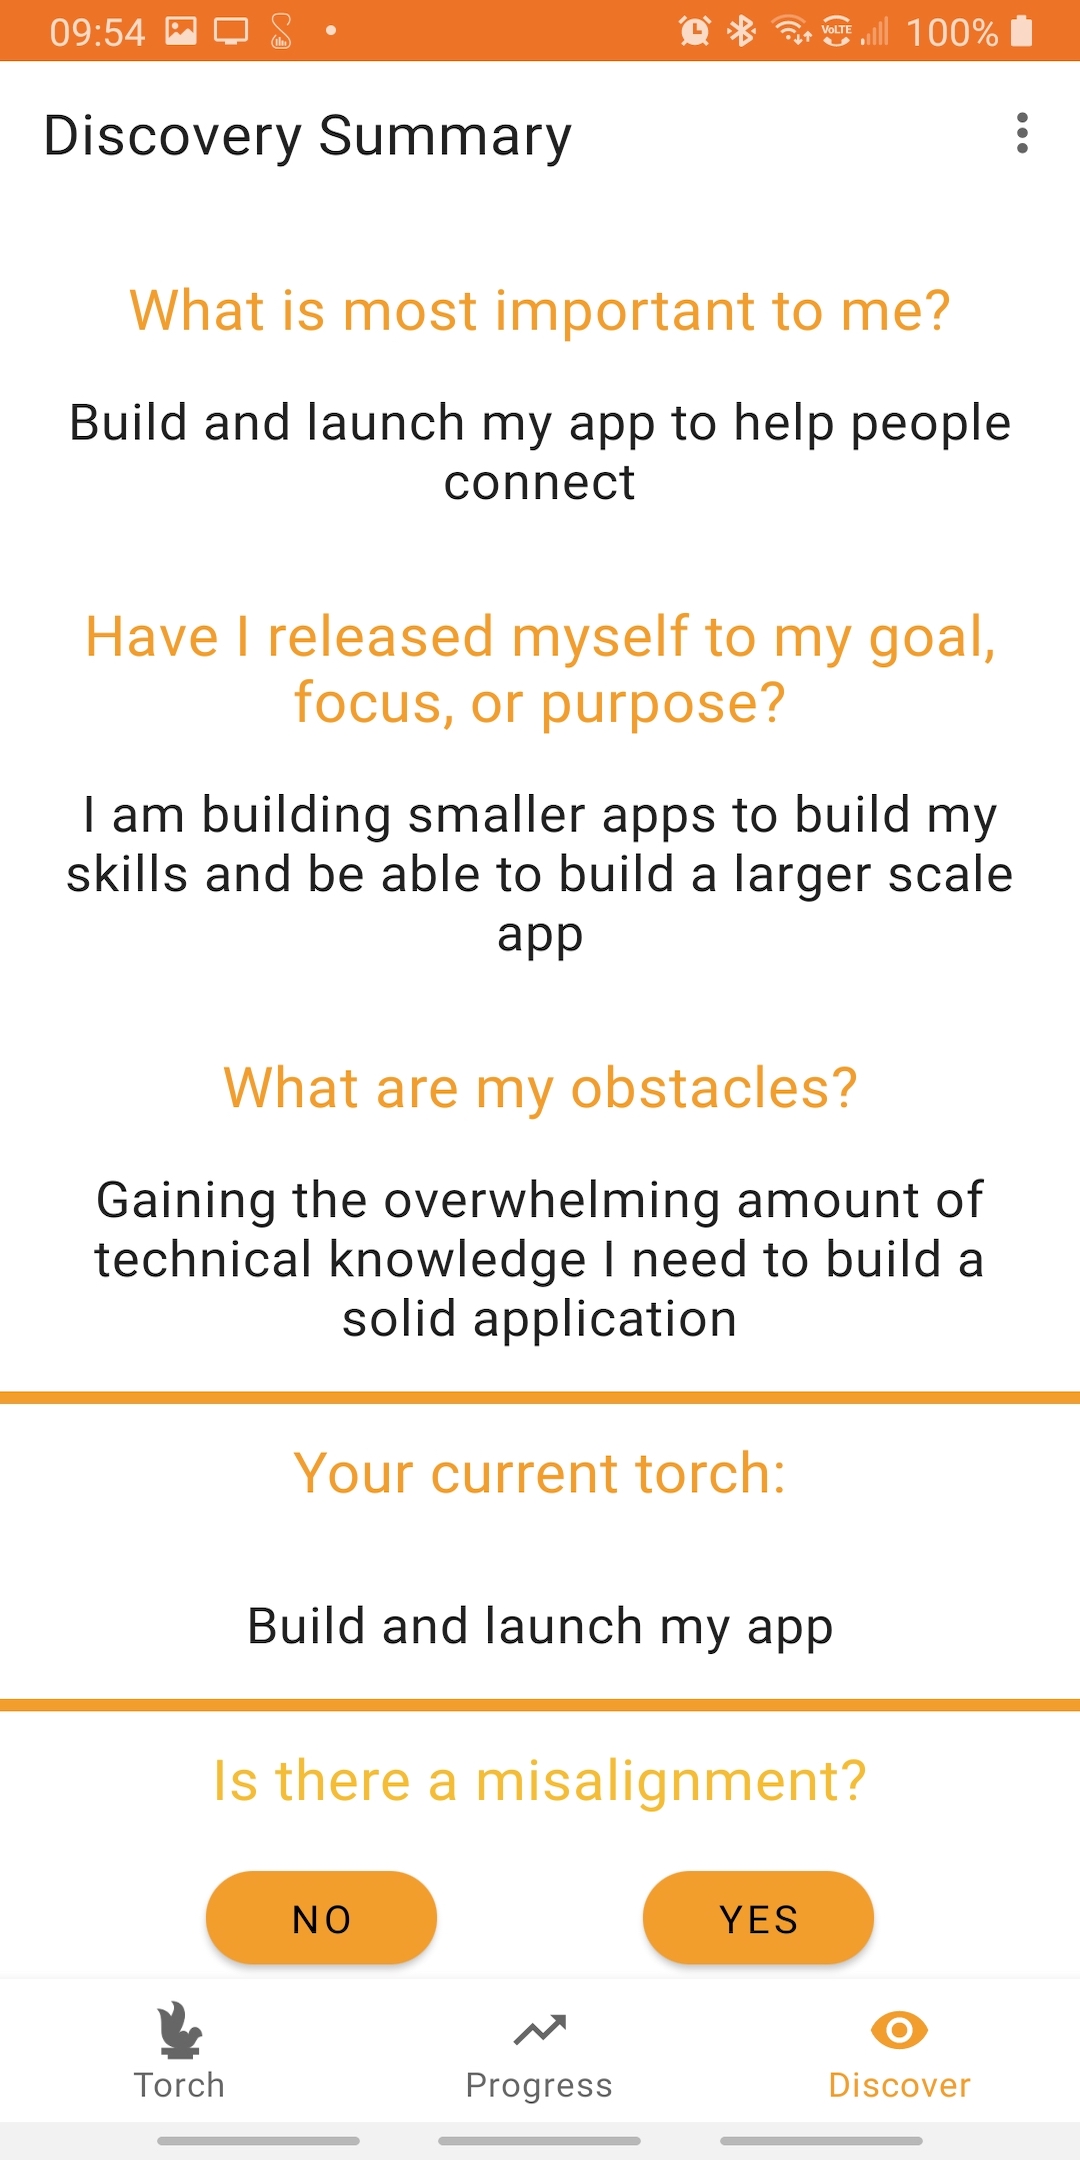 09:54 VoLTE 100%
Discovery Summary
What is most important to me?
Build and launch my app to help people
connect
Have I released myself to my goal,
focus, or purpose?
I am building smaller apps to build my
skills and be able to build a larger scale
app
What are my obstacles?
Gaining the overwhelming amount of
technical knowledge I need to build a
solid application
Your current torch:
Build and launch my app
Is there a misalignment?
NO YES
Torch Progress Discover